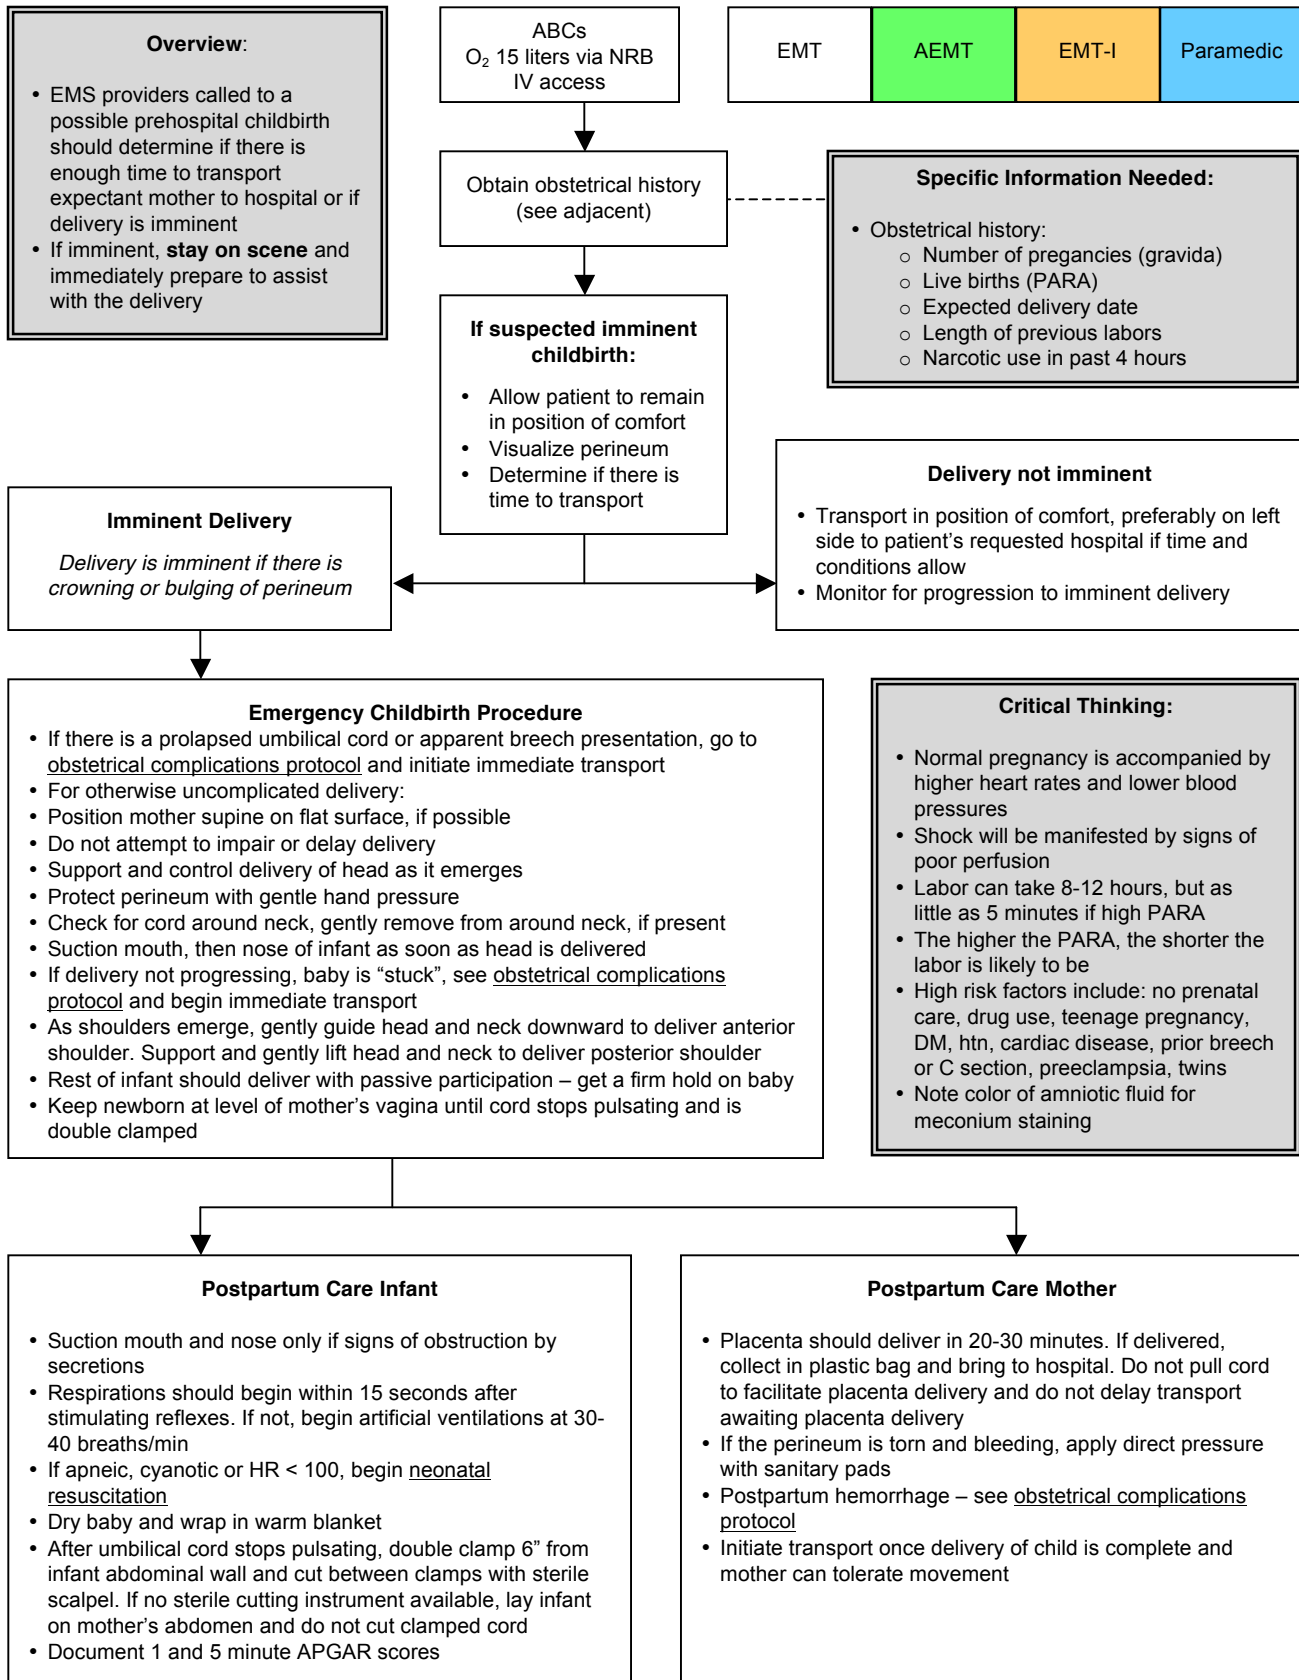 Overview:
• EMS providers called to a
possible prehospital childbirth
should determine if there is
enough time to transport
expectant mother to hospital or if
delivery is imminent
• If imminent, stay on scene and
immediately prepare to assist
with the delivery
ABCs
O₂ 15 liters via NRB
IV access
EMT
AEMT
EMT-I
Paramedic
Obtain obstetrical history
(see adjacent)
Specific Information Needed:
• Obstetrical history:
o Number of pregancies (gravida)
o Live births (PARA)
o Expected delivery date
o Length of previous labors
o Narcotic use in past 4 hours
If suspected imminent
childbirth:
• Allow patient to remain
in position of comfort
• Visualize perineum
• Determine if there is
time to transport
Imminent Delivery
Delivery is imminent if there is
crowning or bulging of perineum
Delivery not imminent
• Transport in position of comfort, preferably on left
side to patient’s requested hospital if time and
conditions allow
• Monitor for progression to imminent delivery
Emergency Childbirth Procedure
• If there is a prolapsed umbilical cord or apparent breech presentation, go to
obstetrical complications protocol and initiate immediate transport
• For otherwise uncomplicated delivery:
• Position mother supine on flat surface, if possible
• Do not attempt to impair or delay delivery
• Support and control delivery of head as it emerges
• Protect perineum with gentle hand pressure
• Check for cord around neck, gently remove from around neck, if present
• Suction mouth, then nose of infant as soon as head is delivered
• If delivery not progressing, baby is “stuck”, see obstetrical complications
protocol and begin immediate transport
• As shoulders emerge, gently guide head and neck downward to deliver anterior
shoulder. Support and gently lift head and neck to deliver posterior shoulder
• Rest of infant should deliver with passive participation – get a firm hold on baby
• Keep newborn at level of mother’s vagina until cord stops pulsating and is
double clamped
Critical Thinking:
• Normal pregnancy is accompanied by
higher heart rates and lower blood
pressures
• Shock will be manifested by signs of
poor perfusion
• Labor can take 8-12 hours, but as
little as 5 minutes if high PARA
• The higher the PARA, the shorter the
labor is likely to be
• High risk factors include: no prenatal
care, drug use, teenage pregnancy,
DM, htn, cardiac disease, prior breech
or C section, preeclampsia, twins
• Note color of amniotic fluid for
meconium staining
Postpartum Care Infant
• Suction mouth and nose only if signs of obstruction by
secretions
• Respirations should begin within 15 seconds after
stimulating reflexes. If not, begin artificial ventilations at 30-
40 breaths/min
• If apneic, cyanotic or HR < 100, begin neonatal
resuscitation
• Dry baby and wrap in warm blanket
• After umbilical cord stops pulsating, double clamp 6” from
infant abdominal wall and cut between clamps with sterile
scalpel. If no sterile cutting instrument available, lay infant
on mother’s abdomen and do not cut clamped cord
• Document 1 and 5 minute APGAR scores
Postpartum Care Mother
• Placenta should deliver in 20-30 minutes. If delivered,
collect in plastic bag and bring to hospital. Do not pull cord
to facilitate placenta delivery and do not delay transport
awaiting placenta delivery
• If the perineum is torn and bleeding, apply direct pressure
with sanitary pads
• Postpartum hemorrhage – see obstetrical complications
protocol
• Initiate transport once delivery of child is complete and
mother can tolerate movement